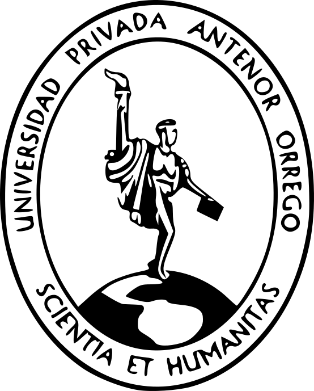 UNIVERSIDAD PRIVADA ANTENOR ORREGO
SCIENTIA ET HUMANITAS